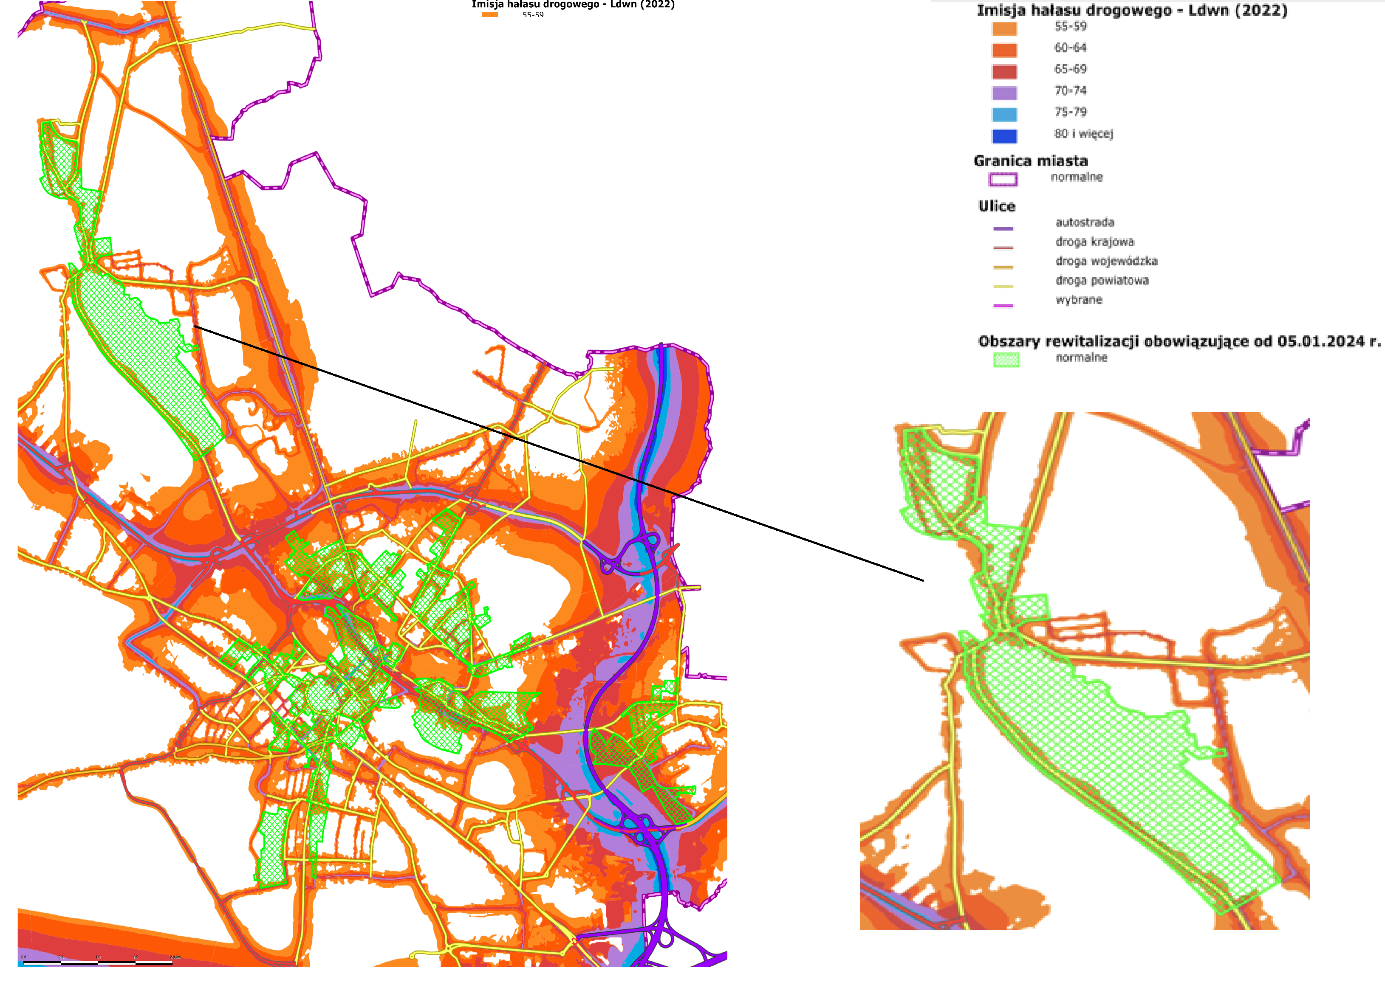 Imisja hałasu drogowego - Ldwn (2022)
55-59
Imisja hałasu drogowego - Ldwn (2022)
55-59
60-64
65-69
70-74
75-79
80 i więcej
Granica miasta
normalne
Ulice
autostrada
droga krajowa
droga wojewódzka
droga powiatowa
wybrane
Obszary rewitalizacji obowiązujące od 05.01.2024 r.
normalne